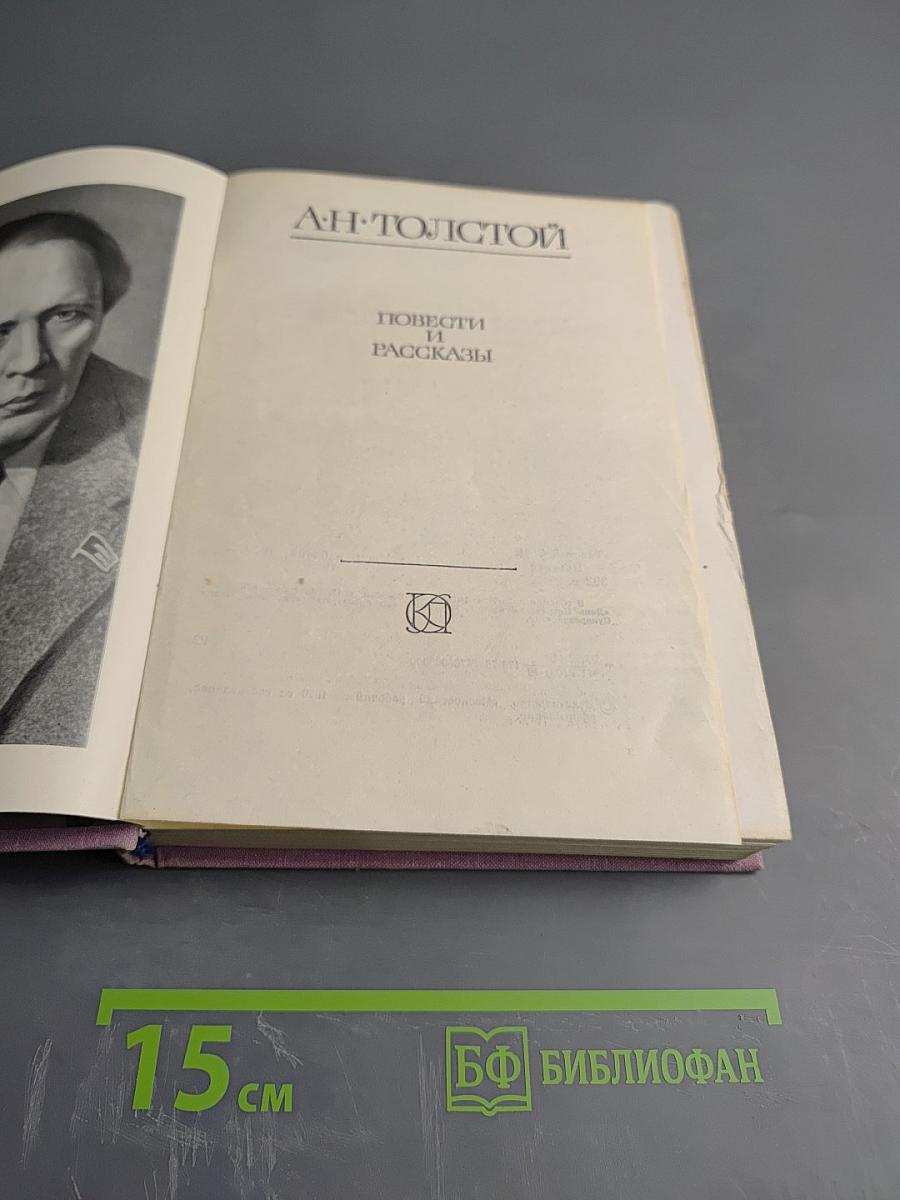 А·Н·ТОЛСТОЙ
ПОВЕСТИ
И
РАССКАЗЫ
15 см
БФ БИБЛИОФАН